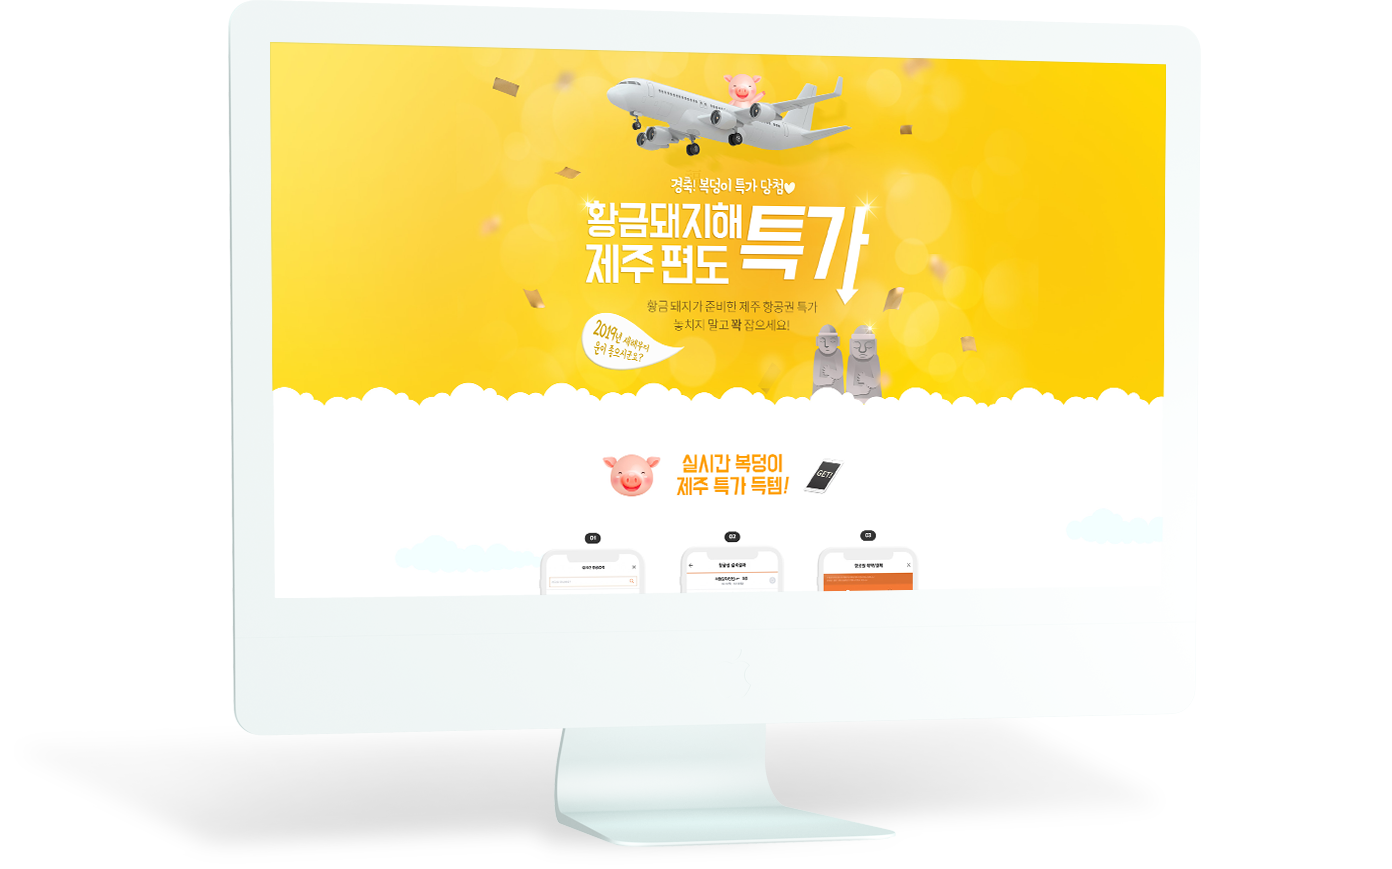 경축! 복덩이 특가 당첨♥
황금돼지해 특가
제주 편도
황금 돼지가 준비한 제주 항공권 특가
놓치지 말고 꽉 잡으세요!
2019년 새해부터
운이 좋으시군요?
실시간 복덩이
제주 특가 득템!
GET!
01
02
03